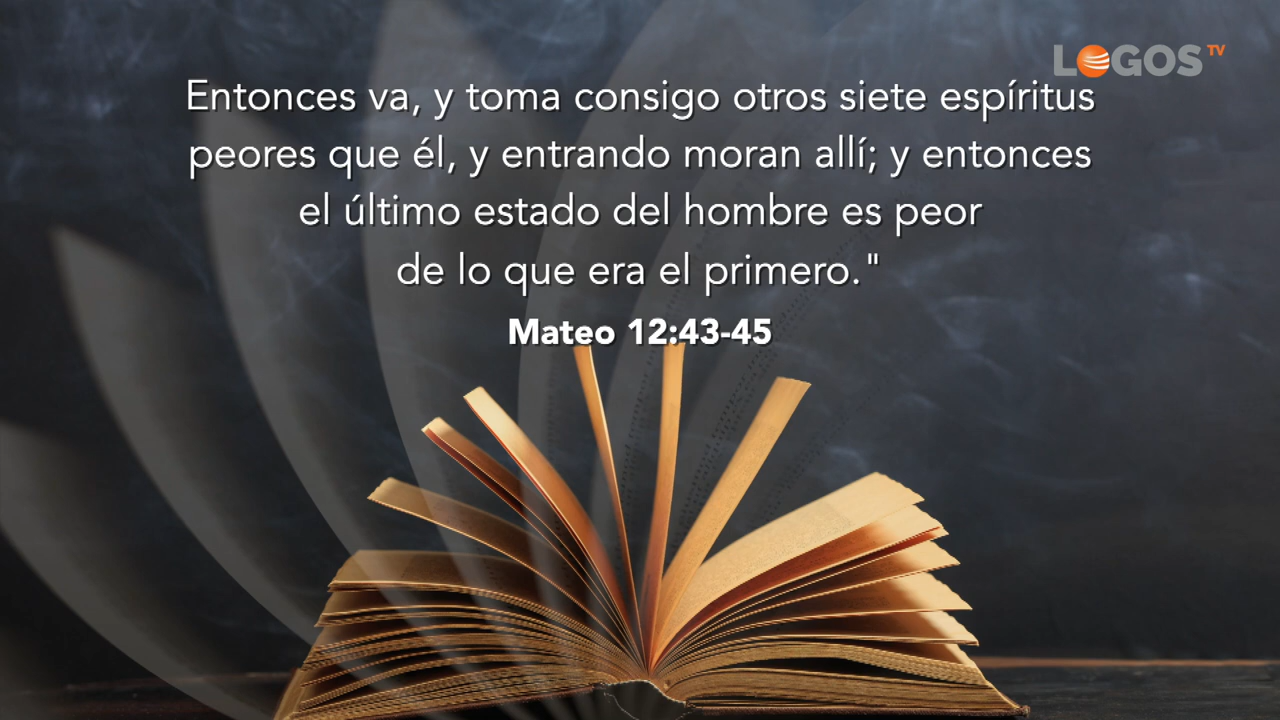 LOGOS TV
Entonces va, y toma consigo otros siete espíritus
peores que él, y entrando moran allí; y entonces
el último estado del hombre es peor
de lo que era el primero."
Mateo 12:43-45